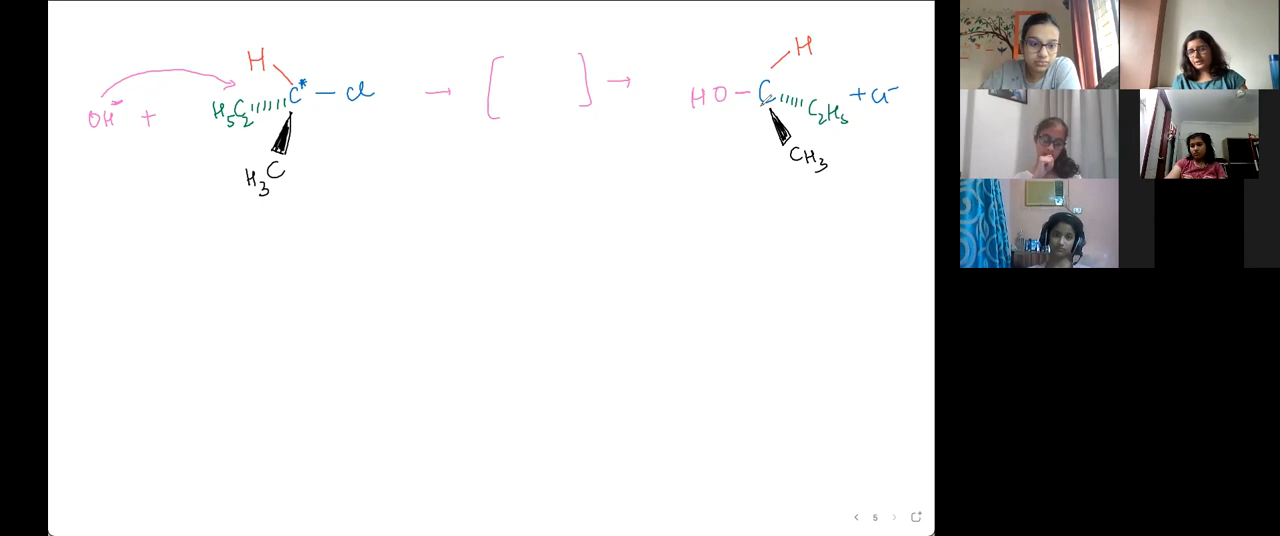 H H
OH⁻ + H₅C₂ C* – Cl → [ ] → HO – C C₂H₅ + Cl⁻
H₃C CH₃
< 5 >